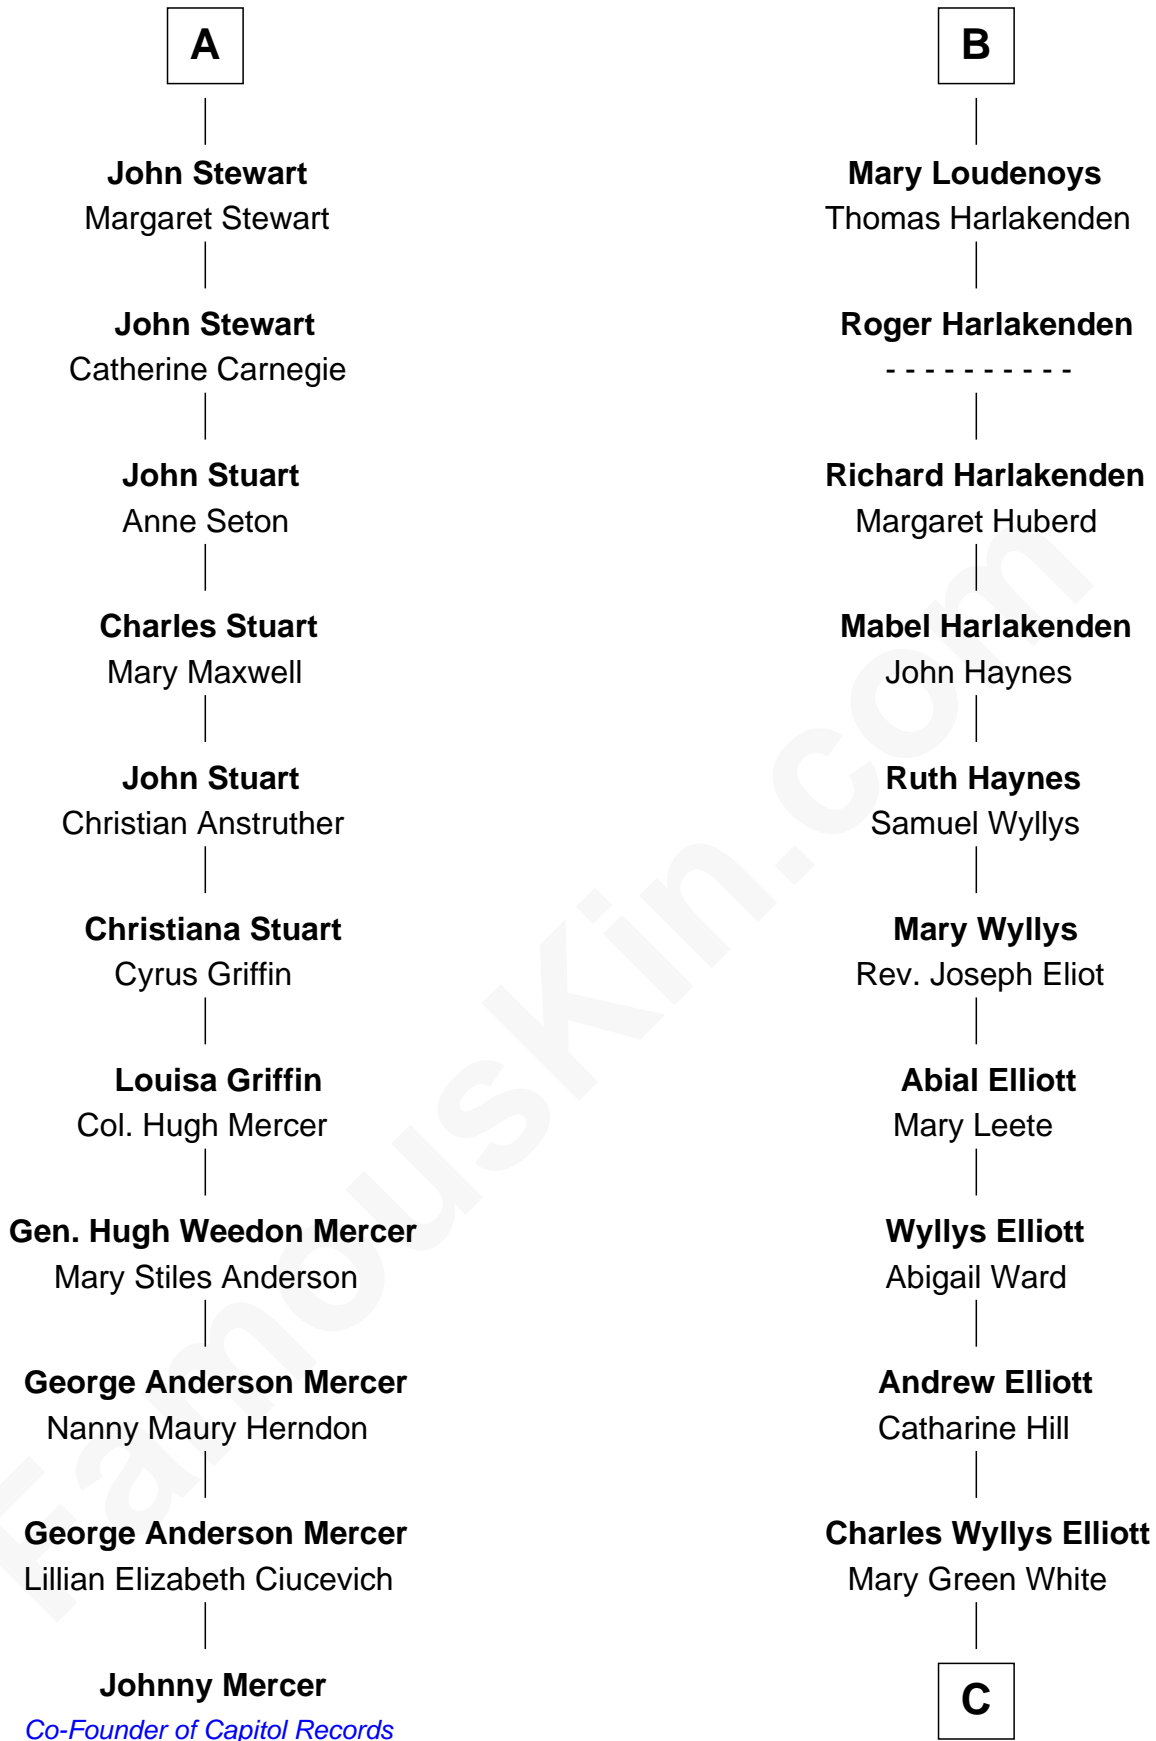 A
John Stewart
Margaret Stewart
John Stewart
Catherine Carnegie
John Stuart
Anne Seton
Charles Stuart
Mary Maxwell
John Stuart
Christian Anstruther
Christiana Stuart
Cyrus Griffin
Louisa Griffin
Col. Hugh Mercer
Gen. Hugh Weedon Mercer
Mary Stiles Anderson
George Anderson Mercer
Nanny Maury Herndon
George Anderson Mercer
Lillian Elizabeth Ciucevich
Johnny Mercer
Co-Founder of Capitol Records
B
Mary Loudenoys
Thomas Harlakenden
Roger Harlakenden
- - - - - - - - - -
Richard Harlakenden
Margaret Huberd
Mabel Harlakenden
John Haynes
Ruth Haynes
Samuel Wyllys
Mary Wyllys
Rev. Joseph Eliot
Abial Elliott
Mary Leete
Wyllys Elliott
Abigail Ward
Andrew Elliott
Catharine Hill
Charles Wyllys Elliott
Mary Green White
C
FamousKin.com